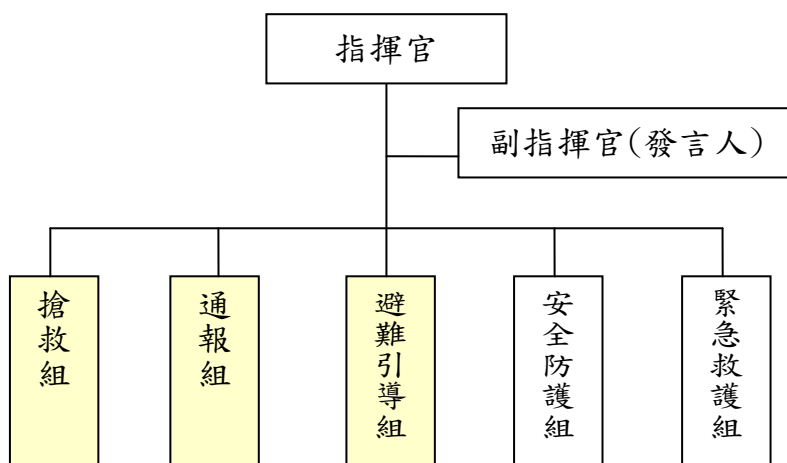 指揮官
副指揮官(發言人)
搶救組
通報組
避難引導組
安全防護組
緊急救護組